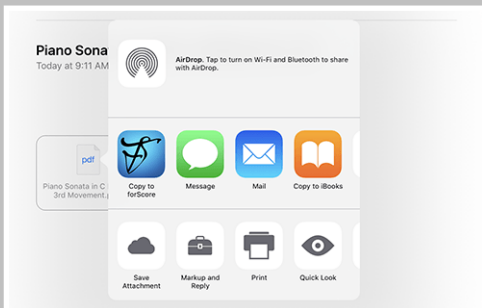 Piano Sona
Today at 9:11 AM
AirDrop. Tap to turn on Wi-Fi and Bluetooth to share
with AirDrop.
pdf
Piano Sonata in C
3rd Movement.p
Copy to
forScore
Message
Mail
Copy to iBooks
Save
Attachment
Markup and
Reply
Print
Quick Look